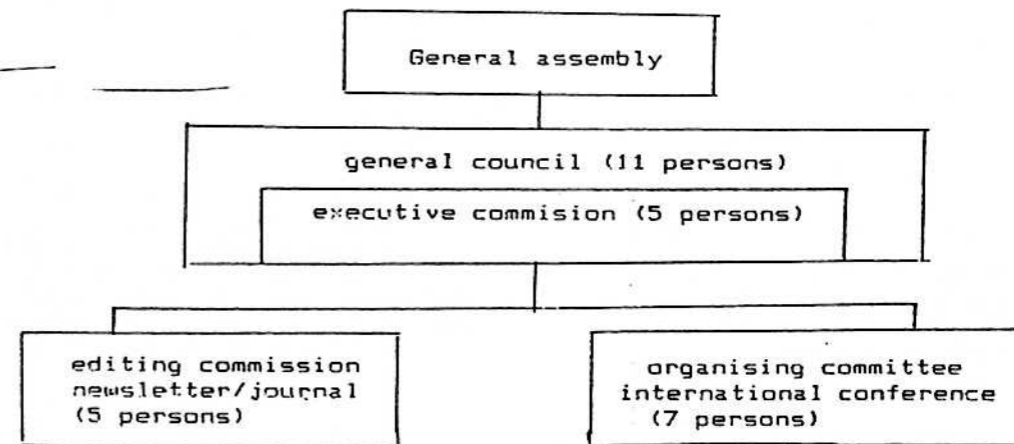 General assembly
general council (11 persons)
executive commision (5 persons)
editing commission
newsletter/journal
(5 persons)
organising committee
international conference
(7 persons)